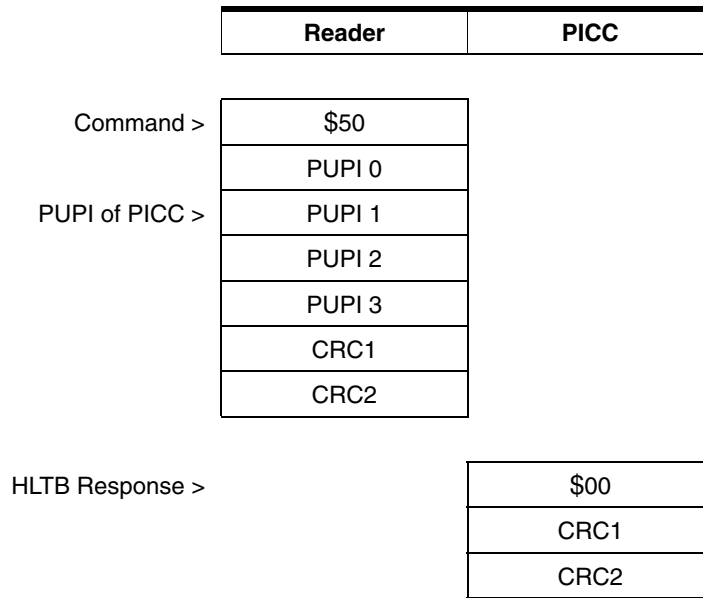 Reader PICC
Command > $50
PUPI 0
PUPI of PICC > PUPI 1
PUPI 2
PUPI 3
CRC1
CRC2
HLTB Response > $00
CRC1
CRC2